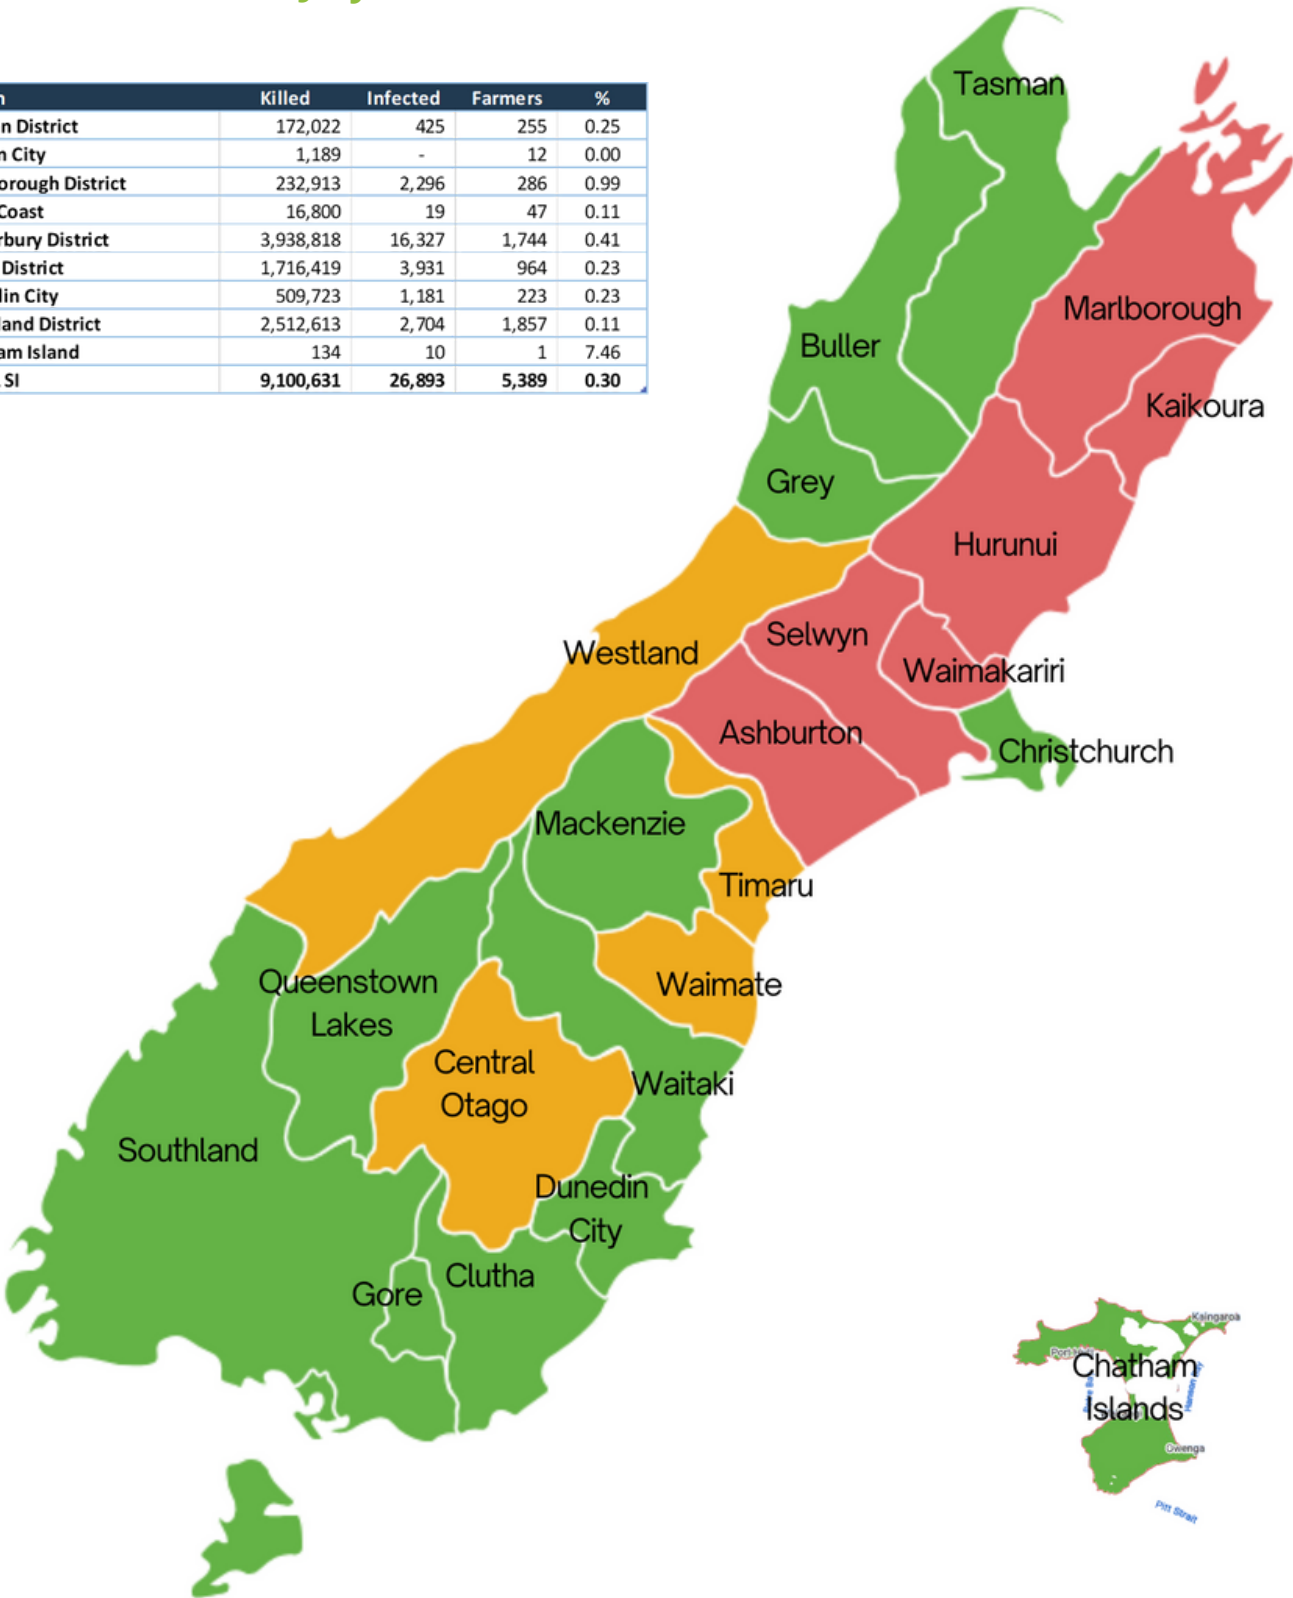 n Killed Infected Farmers %
n District 172,022 425 255 0.25
n City 1,189 - 12 0.00
orough District 232,913 2,296 286 0.99
Coast 16,800 19 47 0.11
rbury District 3,938,818 16,327 1,744 0.41
District 1,716,419 3,931 964 0.23
lin City 509,723 1,181 223 0.23
land District 2,512,613 2,704 1,857 0.11
am Island 134 10 1 7.46
SI 9,100,631 26,893 5,389 0.30
Tasman
Marlborough
Buller
Kaikoura
Grey
Hurunui
Selwyn
Westland
Waimakariri
Ashburton
Christchurch
Mackenzie
Timaru
Queenstown
Lakes
Waimate
Central
Otago
Waitaki
Southland
Dunedin
City
Clutha
Gore
Kaingaroa
Chatham
Islands
Owenga
Pitt Strait